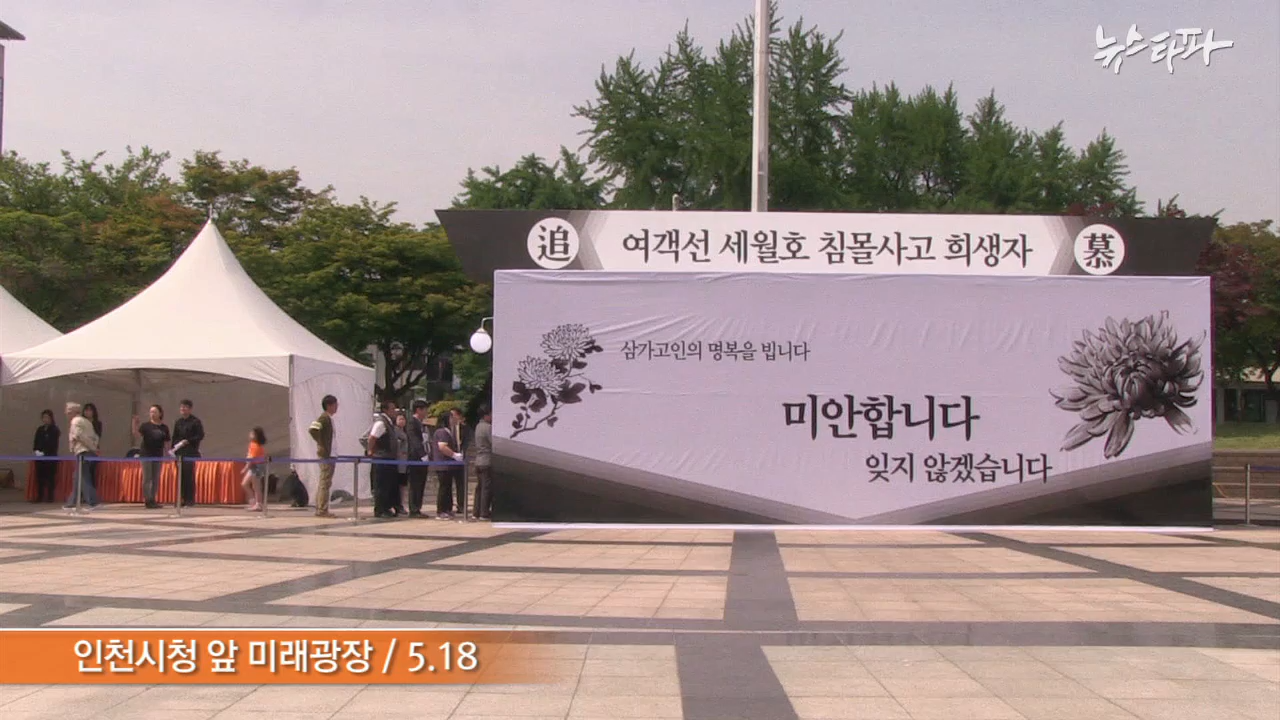 뉴스타파
追 여객선 세월호 침몰사고 희생자 慕
삼가고인의 명복을 빕니다
미안합니다
잊지 않겠습니다
인천시청 앞 미래광장 / 5.18